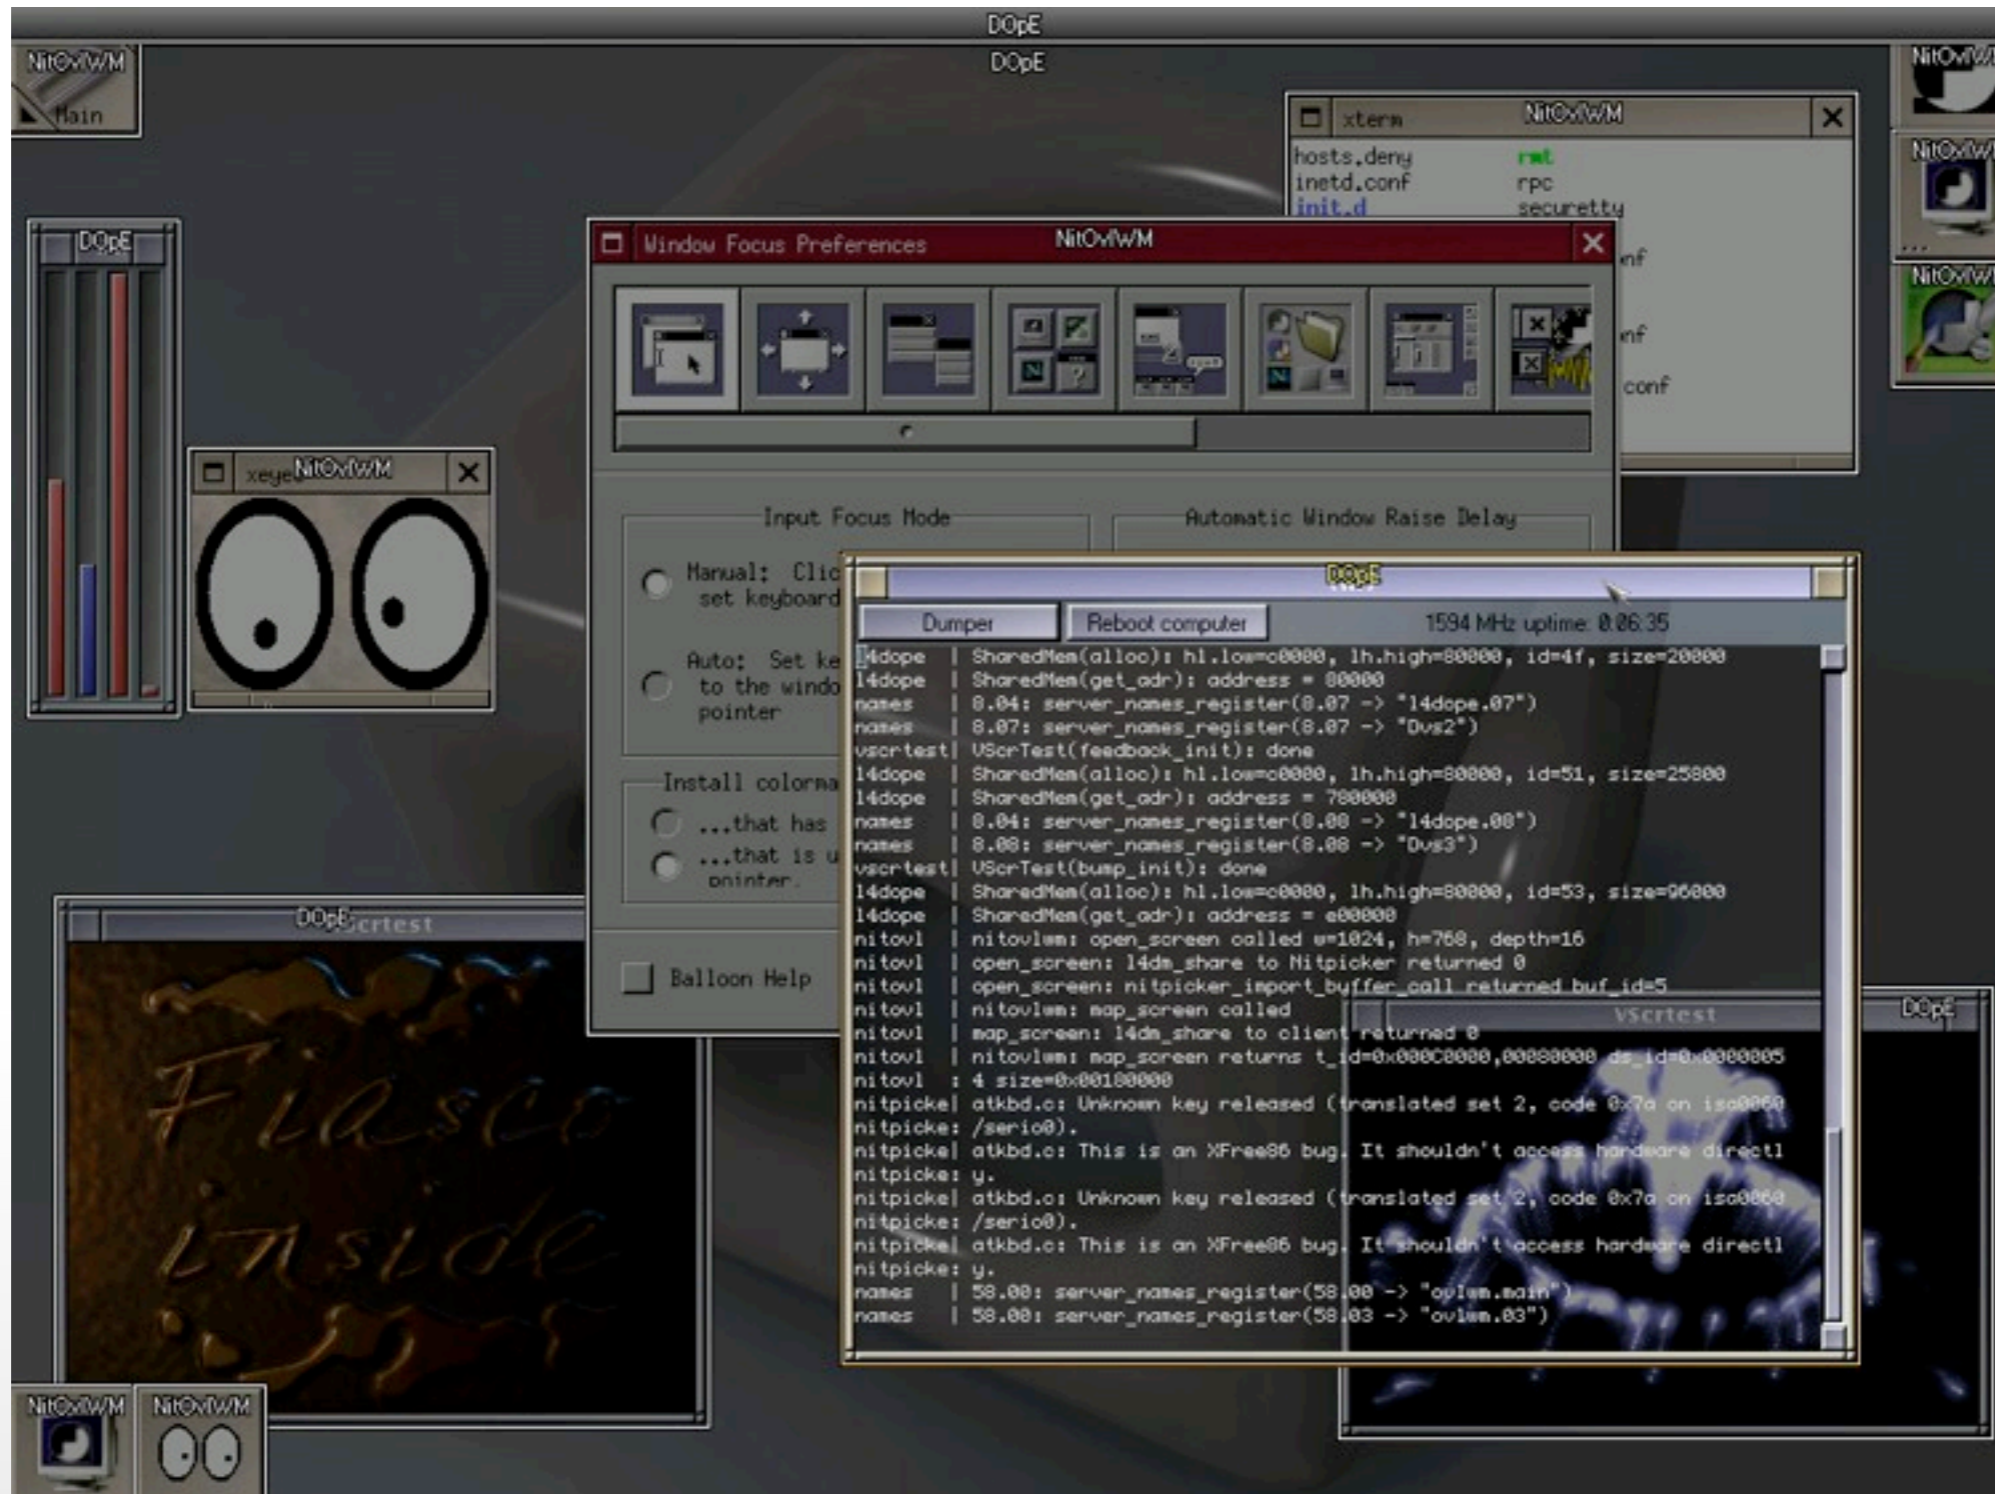 DOpE
DOpE
NitOvlWM
Main
NitOvlWM
xterm
NitOvlWM
hosts.deny rmt
inetd.conf rpc
init.d securetty
NitOvlWM
NitOvlWM
DOpE
Window Focus Preferences
NitOvlWM
conf
NitOvlWM
Input Focus Mode
Automatic Window Raise Delay
Manual: Clic
set keyboard
Auto: Set ke
to the windo
pointer
Install colorma
...that has
...that is u
pointer.
Balloon Help
DOpE
Dumper
Reboot computer
1594 MHz uptime: 0:06:35
l4dope | SharedMem(alloc): hl.low=c0000, lh.high=80000, id=4f, size=20000
l4dope | SharedMem(get_adr): address = 80000
names | 8.04: server_names_register(8.07 -> "l4dope.07")
names | 8.07: server_names_register(8.07 -> "Dvs2")
vscrtest| VScrTest(feedback_init): done
l4dope | SharedMem(alloc): hl.low=c0000, lh.high=80000, id=51, size=25800
l4dope | SharedMem(get_adr): address = 780000
names | 8.04: server_names_register(8.08 -> "l4dope.08")
names | 8.08: server_names_register(8.08 -> "Dvs3")
vscrtest| VScrTest(bump_init): done
l4dope | SharedMem(alloc): hl.low=c0000, lh.high=80000, id=53, size=96000
l4dope | SharedMem(get_adr): address = e00000
nitovl | nitovlwm: open_screen called w=1024, h=768, depth=16
nitovl | open_screen: l4dm_share to Nitpicker returned 0
nitovl | open_screen: nitpicker_import_buffer_call returned buf_id=5
nitovl | nitovlwm: map_screen called
nitovl | map_screen: l4dm_share to client returned 0
nitovl | nitovlwm: map_screen returns t_id=0x000C0000,00080000 ds_id=0x0000005
nitovl : 4 size=0x00180000
nitpicke| atkbd.c: Unknown key released (translated set 2, code 0x7a on isa0060
nitpicke: /serio0).
nitpicke| atkbd.c: This is an XFree86 bug. It shouldn't access hardware directl
nitpicke: y.
nitpicke| atkbd.c: Unknown key released (translated set 2, code 0x7a on isa0060
nitpicke: /serio0).
nitpicke| atkbd.c: This is an XFree86 bug. It shouldn't access hardware directl
nitpicke: y.
names | 58.00: server_names_register(58.00 -> "ovlwm.main")
names | 58.00: server_names_register(58.03 -> "ovlwm.03")
DOpE
Fiasco
inside
VScrtest
DOpE
NitOvlWM
NitOvlWM